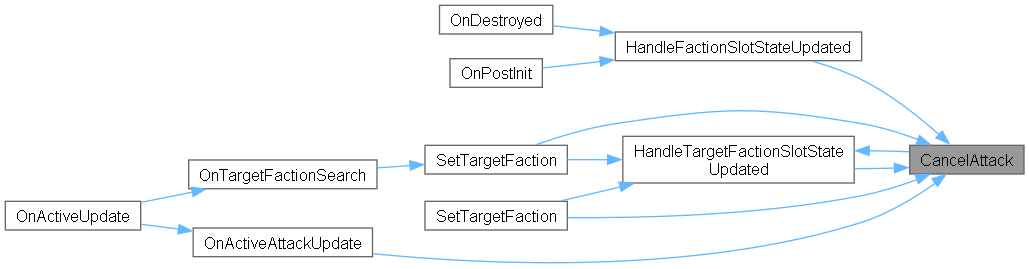 OnDestroyed
HandleFactionSlotStateUpdated
OnPostInit
SetTargetFaction
HandleTargetFactionSlotState
Updated
CancelAttack
OnTargetFactionSearch
OnActiveUpdate
SetTargetFaction
OnActiveAttackUpdate